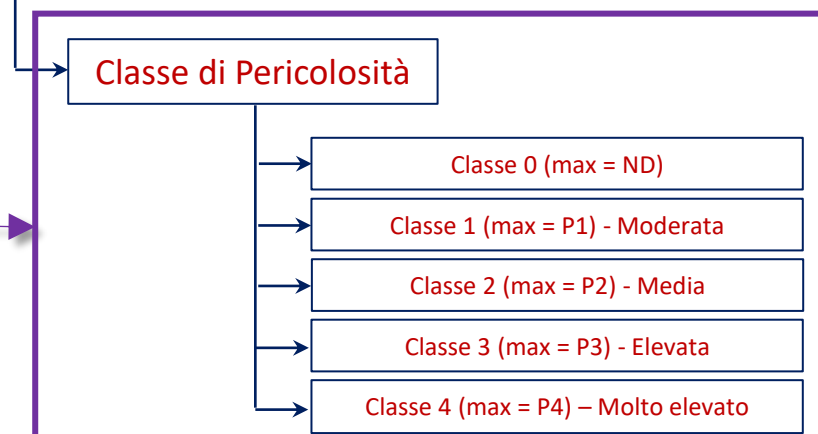 Classe di Pericolosità
Classe 0 (max = ND)
Classe 1 (max = P1) - Moderata
Classe 2 (max = P2) - Media
Classe 3 (max = P3) - Elevata
Classe 4 (max = P4) – Molto elevato